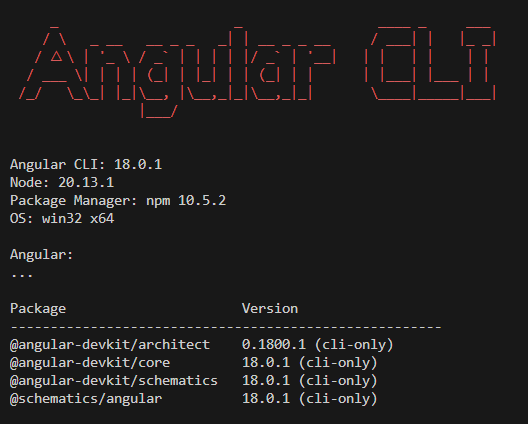 Angular CLI
Angular CLI: 18.0.1
Node: 20.13.1
Package Manager: npm 10.5.2
OS: win32 x64
Angular:
...
Package Version
------------------------------------------------------
@angular-devkit/architect 0.1800.1 (cli-only)
@angular-devkit/core 18.0.1 (cli-only)
@angular-devkit/schematics 18.0.1 (cli-only)
@schematics/angular 18.0.1 (cli-only)